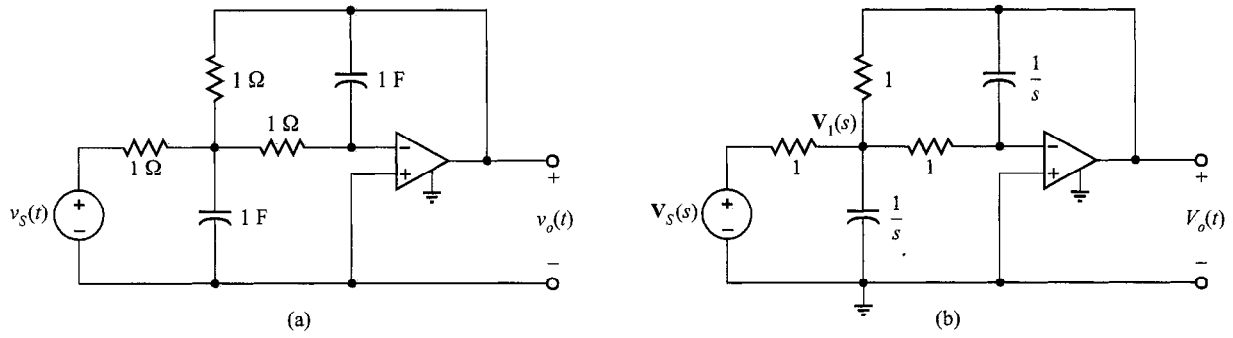 1 Ω
1 F
1 Ω
1 Ω
+
−
v_S(t)
1 F
−
+
+
v_o(t)
−
(a)
1
1/s
V_1(s)
1
1
+
−
V_S(s)
1/s
−
+
+
V_o(t)
−
(b)